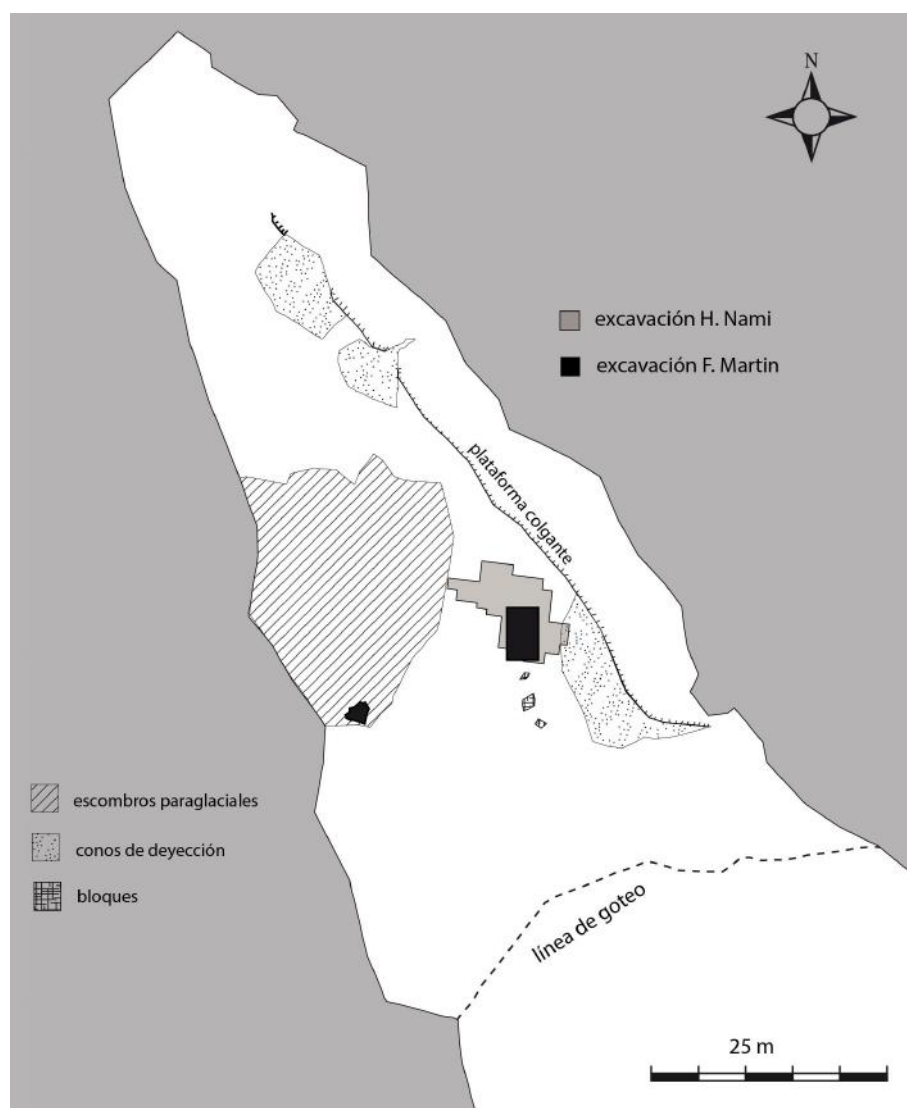 N
excavación H. Nami
excavación F. Martin
plataforma colgante
escombros paraglaciales
conos de deyección
bloques
línea de goteo
25 m